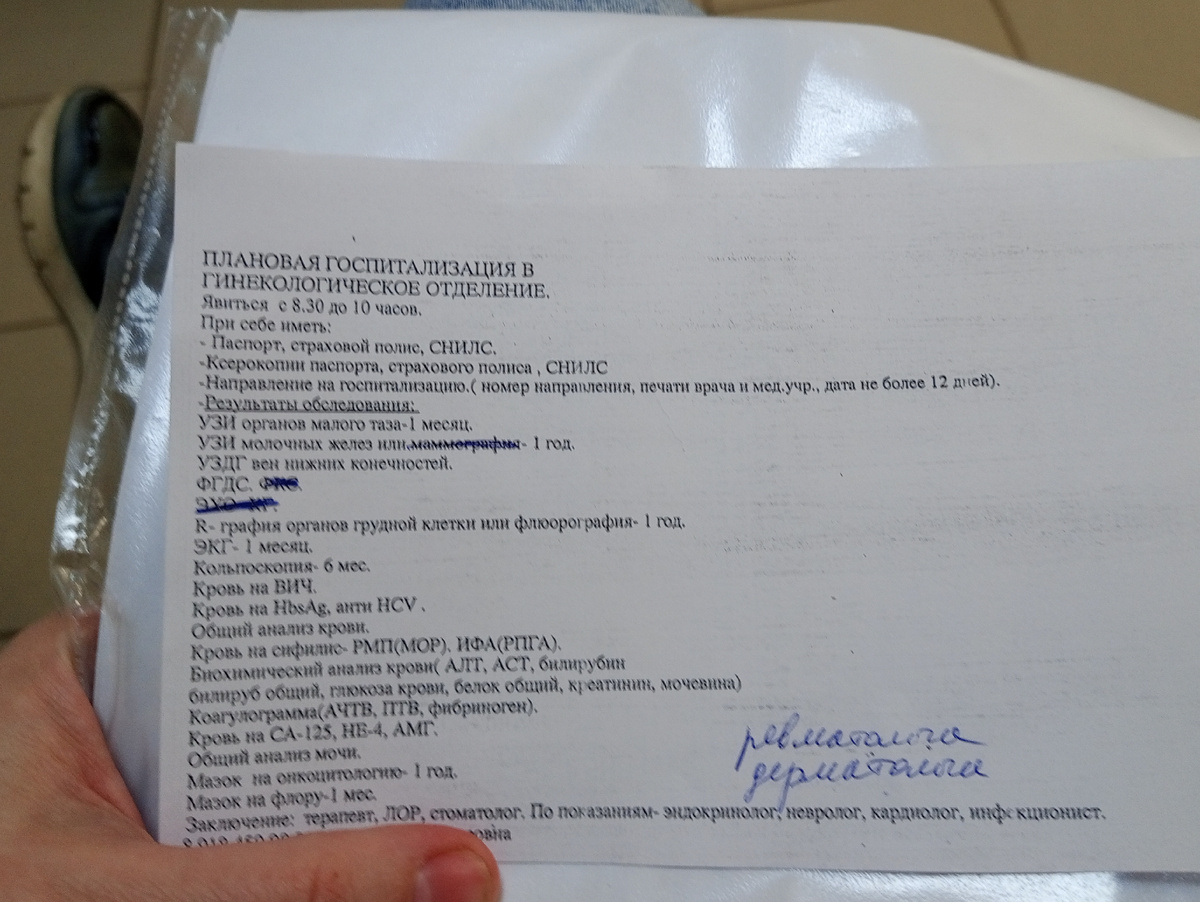 ПЛАНОВАЯ ГОСПИТАЛИЗАЦИЯ В
ГИНЕКОЛОГИЧЕСКОЕ ОТДЕЛЕНИЕ.
Явиться с 8.30 до 10 часов.
При себе иметь:
- Паспорт, страховой полис, СНИЛС.
-Ксерокопии паспорта, страхового полиса , СНИЛС
-Направление на госпитализацию.( номер направления, печати врача и мед.учр., дата не более 12 дней).
-Результаты обследования:
УЗИ органов малого таза-1 месяц.
УЗИ молочных желез или маммография- 1 год.
УЗДГ вен нижних конечностей.
ФГДС. ФКС.
ЭХО-КГ.
R- графия органов грудной клетки или флюорография- 1 год.
ЭКГ- 1 месяц.
Кольпоскопия- 6 мес.
Кровь на ВИЧ.
Кровь на HbsAg, анти HCV .
Общий анализ крови.
Кровь на сифилис- РМП(МОР). ИФА(РПГА).
Биохимический анализ крови( АЛТ, АСТ, билирубин
билируб общий, глюкоза крови, белок общий, креатинин, мочевина)
Коагулограмма(АЧТВ, ПТВ, фибриноген).
Кровь на СА-125, НЕ-4, АМГ.
Общий анализ мочи.
Мазок на онкоцитологию- 1 год.
Мазок на флору-1 мес.
ревматолога
дерматолога
Заключение: терапевт, ЛОР, стоматолог. По показаниям- эндокринолог, невролог, кардиолог, инфекционист.